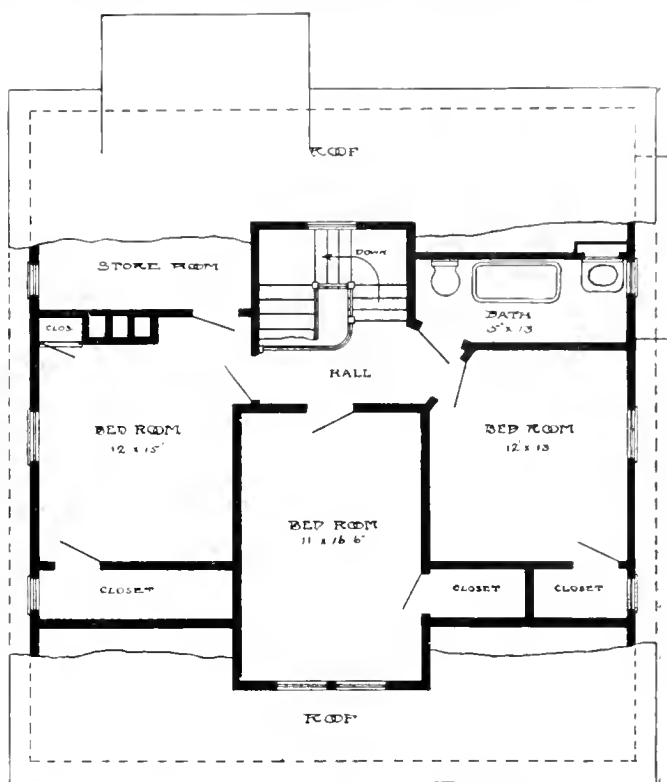 ROOF
DOWN
STORE ROOM
BATH
5' x 13
CLOS.
HALL
BED ROOM
12 x 15'
BED ROOM
12' x 13
BED ROOM
11 x 16 6"
CLOSET
CLOSET
CLOSET
ROOF